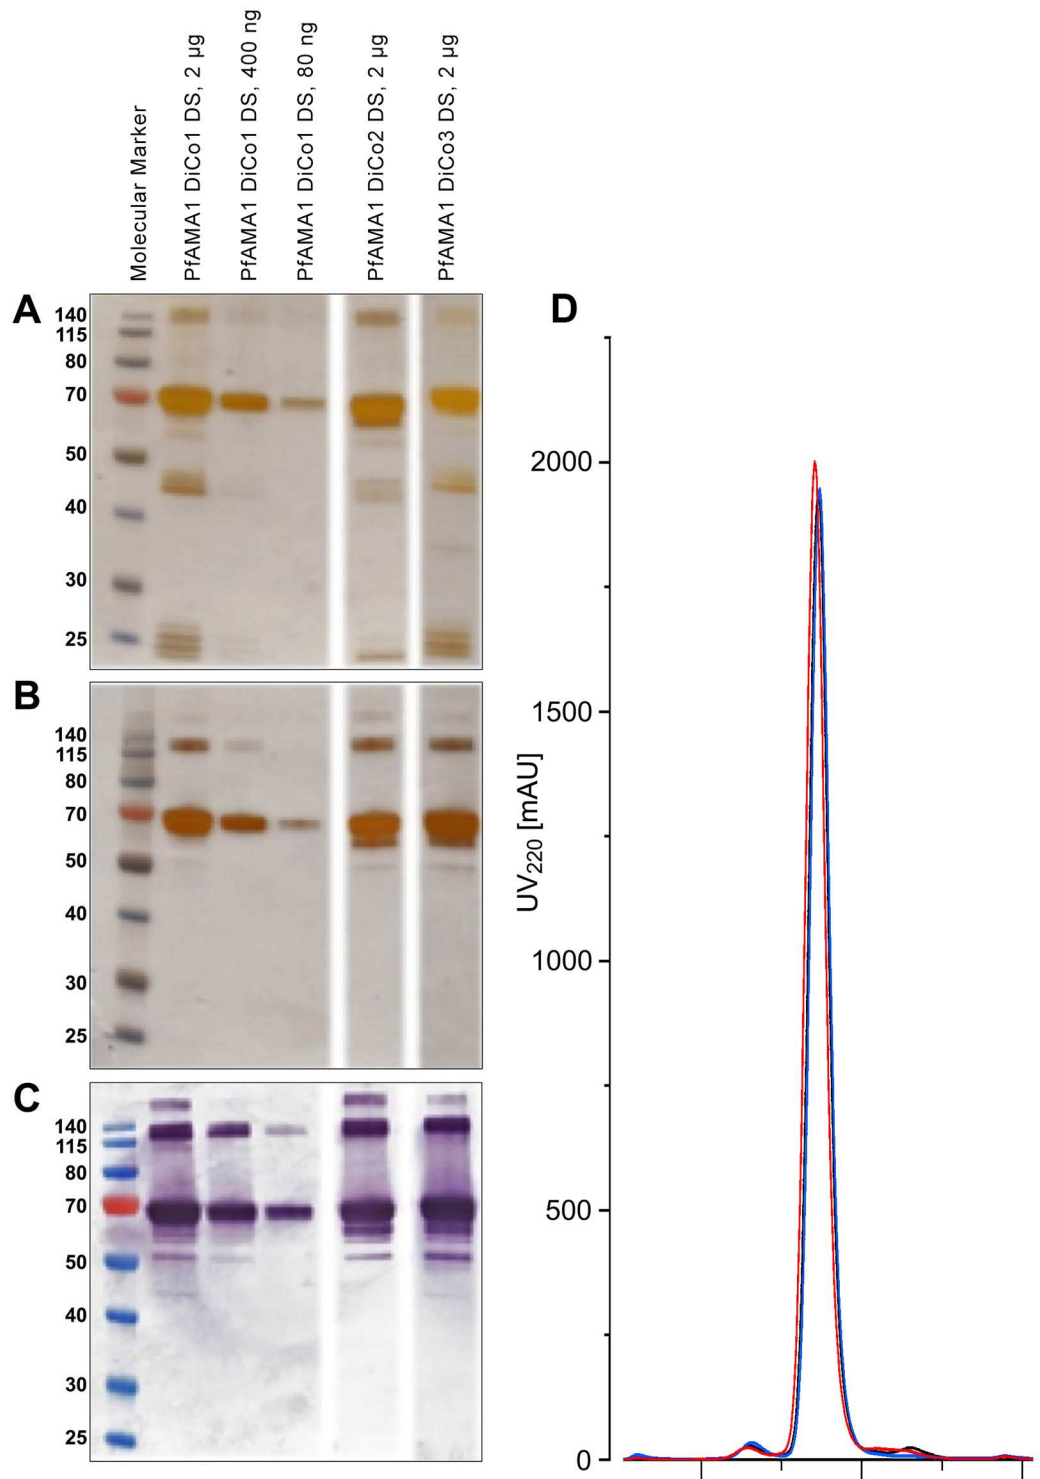 Molecular Marker
PfAMA1 DiCo1 DS, 2 µg
PfAMA1 DiCo1 DS, 400 ng
PfAMA1 DiCo1 DS, 80 ng
PfAMA1 DiCo2 DS, 2 µg
PfAMA1 DiCo3 DS, 2 µg
A
140
115
80
70
50
40
30
25
B
140
115
80
70
50
40
30
25
C
140
115
80
70
50
40
30
25
D
2000
1500
1000
500
0
UV220 [mAU]